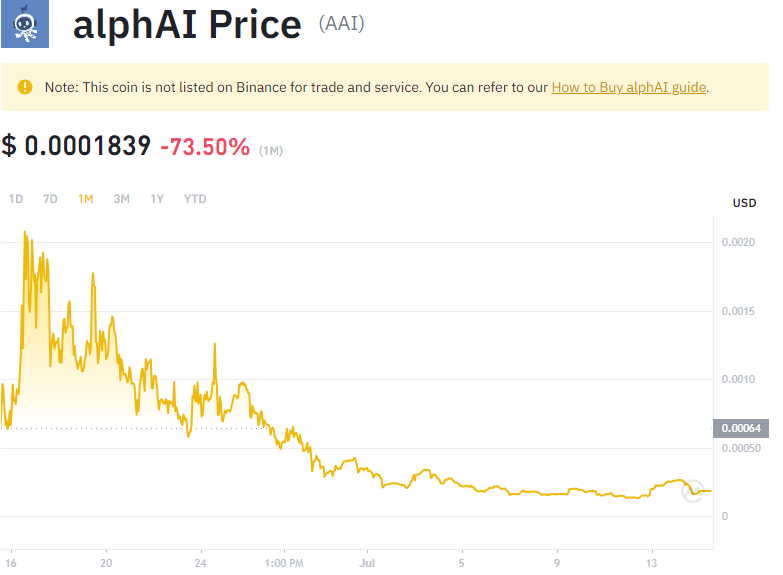 alphAI Price (AAI)
Note: This coin is not listed on Binance for trade and service. You can refer to our How to Buy alphAI guide.
$ 0.0001839 -73.50% (1M)
1D 7D 1M 3M 1Y YTD
USD
0.0020
0.0015
0.0010
0.00064
0.00050
0
16 20 24 1:00 PM Jul 5 9 13